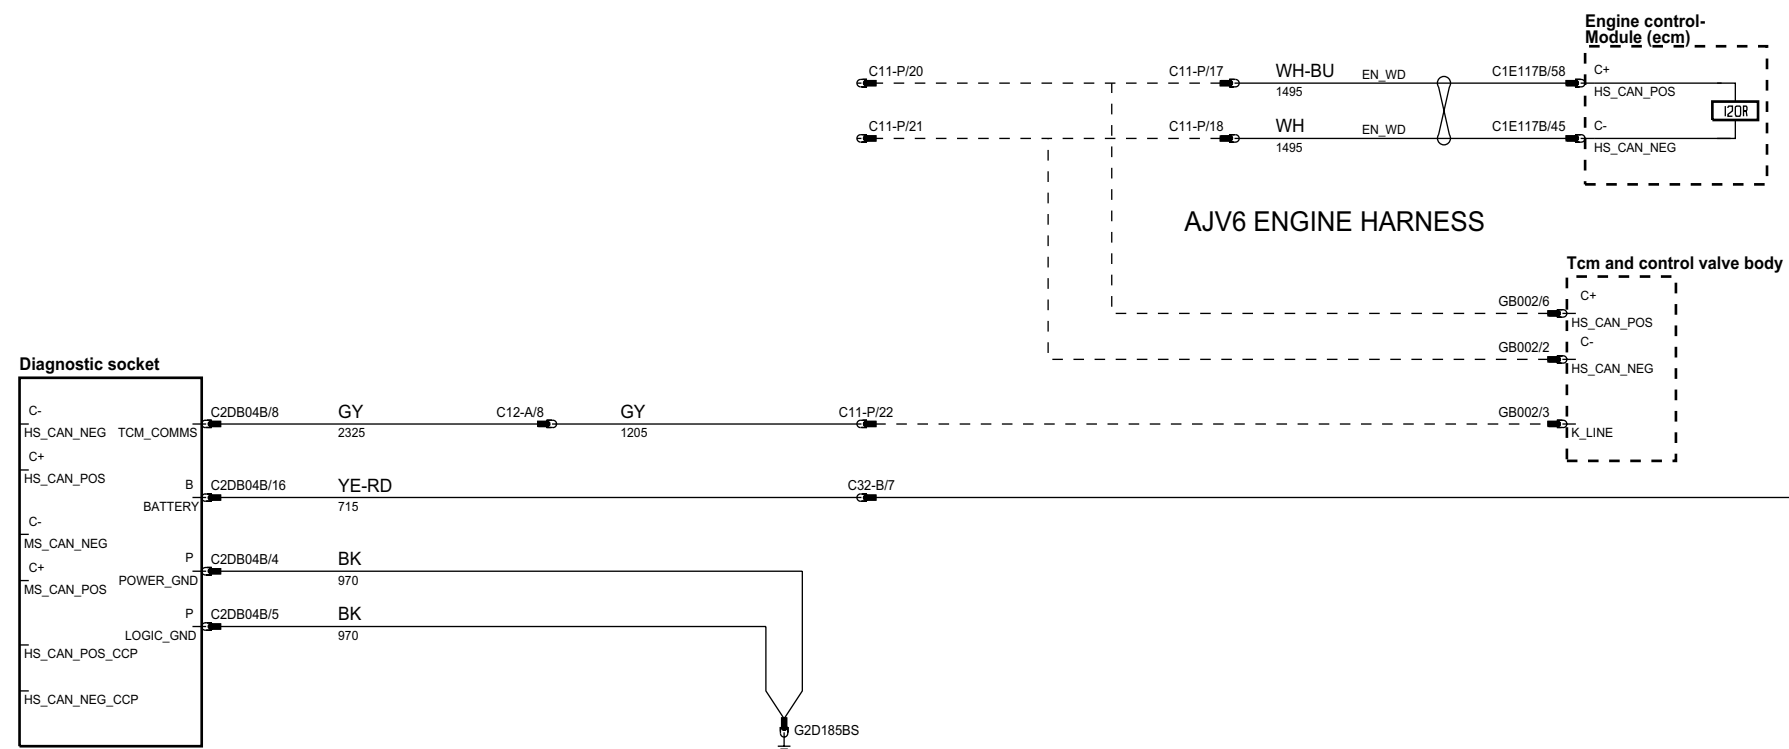 Engine control-
Module (ecm)
C11-P/20
C11-P/17
WH-BU
EN_WD
C1E117B/58
C+
1495
HS_CAN_POS
120R
C11-P/21
C11-P/18
WH
EN_WD
C1E117B/45
C-
1495
HS_CAN_NEG
AJV6 ENGINE HARNESS
Tcm and control valve body
GB002/6
C+
HS_CAN_POS
GB002/2
C-
HS_CAN_NEG
Diagnostic socket
C-
C2DB04B/8
GY
C12-A/8
GY
C11-P/22
GB002/3
HS_CAN_NEG
TCM_COMMS
2325
1205
K_LINE
C+
HS_CAN_POS
B
C2DB04B/16
YE-RD
C32-B/7
BATTERY
715
C-
MS_CAN_NEG
P
C2DB04B/4
BK
C+
MS_CAN_POS
POWER_GND
970
P
C2DB04B/5
BK
LOGIC_GND
970
HS_CAN_POS_CCP
HS_CAN_NEG_CCP
G2D185BS